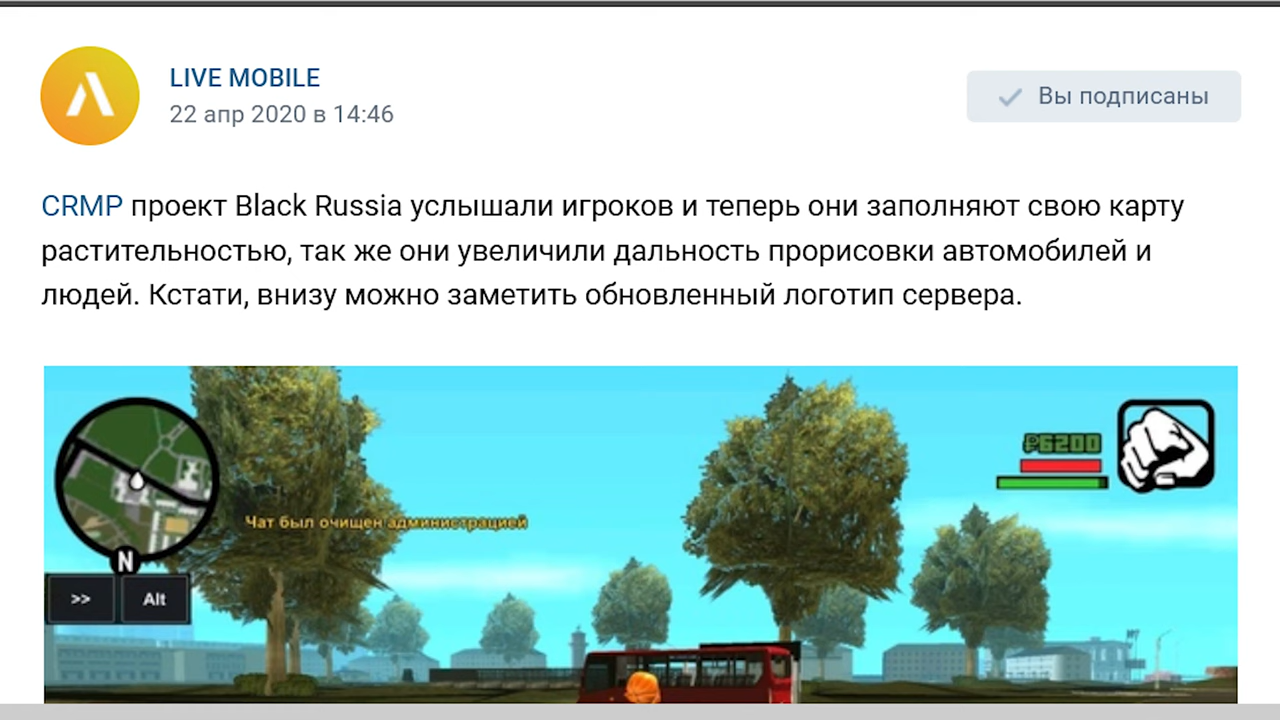 LIVE MOBILE
22 апр 2020 в 14:46
Вы подписаны
CRMP проект Black Russia услышали игроков и теперь они заполняют свою карту
растительностью, так же они увеличили дальность прорисовки автомобилей и
людей. Кстати, внизу можно заметить обновленный логотип сервера.
₽6200
Чат был очищен администрацией
N
>> Alt